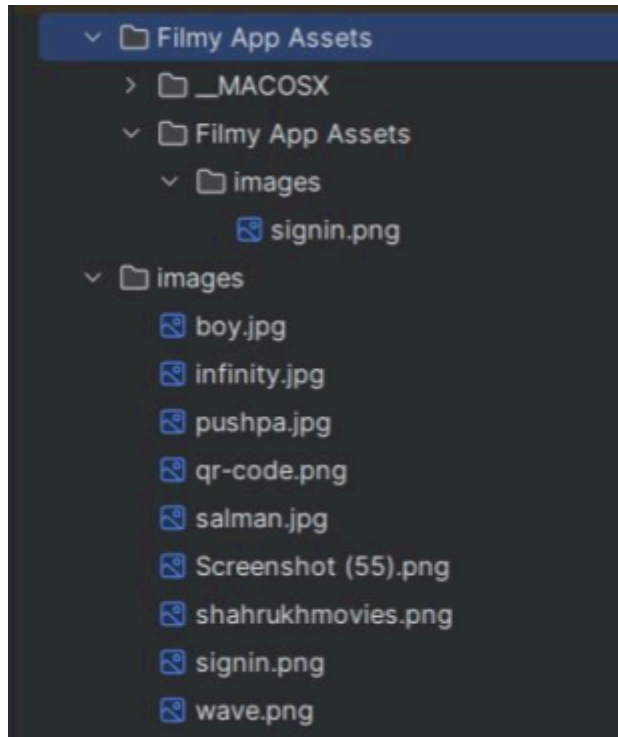 Filmy App Assets
__MACOSX
Filmy App Assets
images
signin.png
images
boy.jpg
infinity.jpg
pushpa.jpg
qr-code.png
salman.jpg
Screenshot (55).png
shahrukhmovies.png
signin.png
wave.png